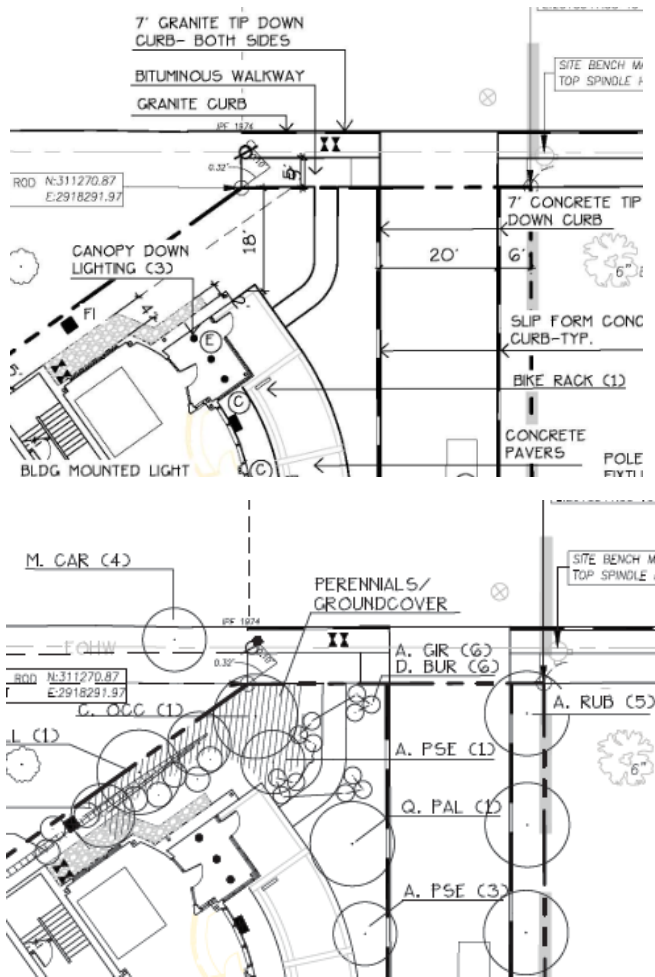 7' GRANITE TIP DOWN
CURB- BOTH SIDES
BITUMINOUS WALKWAY
GRANITE CURB
IPF 1974
SITE BENCH M
TOP SPINDLE
0.32'
5'
ROD N:311270.87
E:2918291.97
7' CONCRETE TIP
DOWN CURB
18'
CANOPY DOWN
LIGHTING (3)
20'
6'
6"
FI
4'
2'
E
SLIP FORM CONC
CURB-TYP.
BIKE RACK (1)
C
CONCRETE
PAVERS
BLDG MOUNTED LIGHT
C
POLE
M. CAR (4)
SITE BENCH M
TOP SPINDLE
PERENNIALS/
GROUNDCOVER
IPF 1974
A. GIR (6)
D. BUR (6)
0.32'
ROD N:311270.87
E:2918291.97
C. OCC (1)
A. RUB (5)
L (1)
A. PSE (1)
6"
Q. PAL (1)
A. PSE (3)